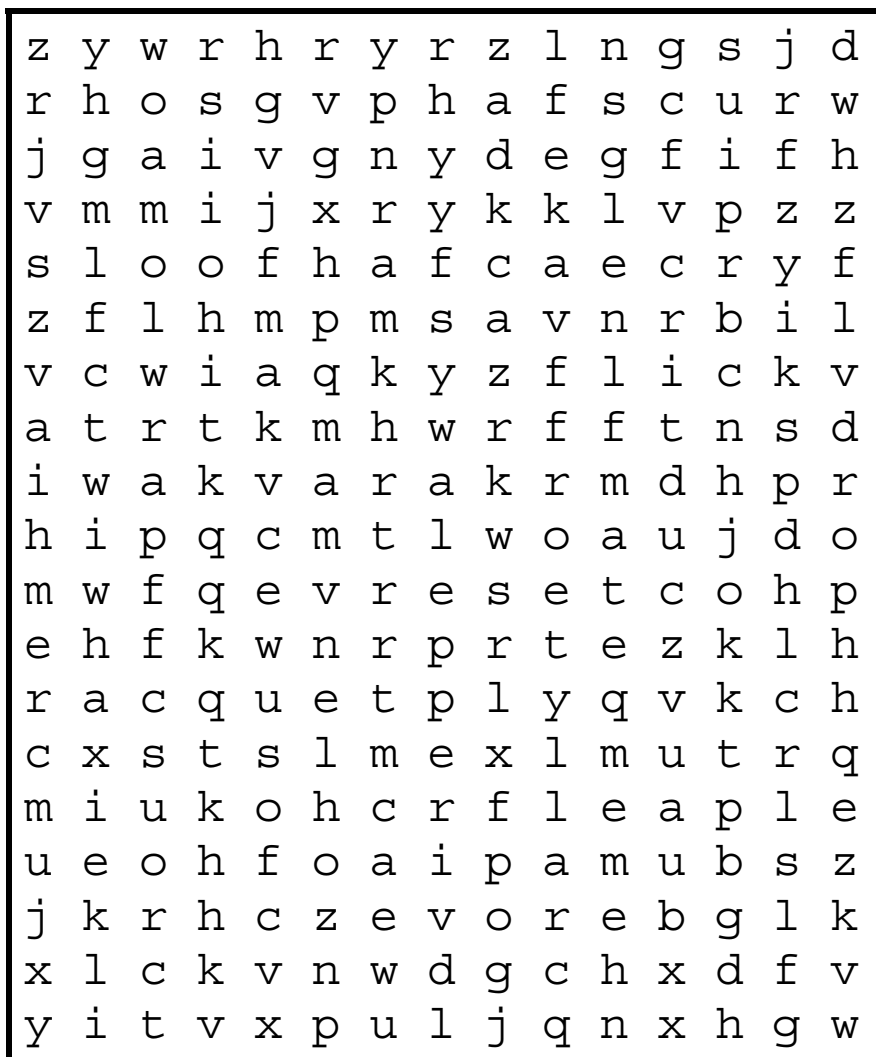 z y w r h r y r z l n g s j d
r h o s g v p h a f s c u r w
j g a i v g n y d e g f i f h
v m m i j x r y k k l v p z z
s l o o f h a f c a e c r y f
z f l h m p m s a v n r b i l
v c w i a q k y z f l i c k v
a t r t k m h w r f f t n s d
i w a k v a r a k r m d h p r
h i p q c m t l w o a u j d o
m w f q e v r e s e t c o h p
e h f k w n r p r t e z k l h
r a c q u e t p l y q v k c h
c x s t s l m e x l m u t r q
m i u k o h c r f l e a p l e
u e o h f o a i p a m u b s z
j k r h c z e v o r e b g l k
x l c k v n w d g c h x d f v
y i t v x p u l j q n x h g w